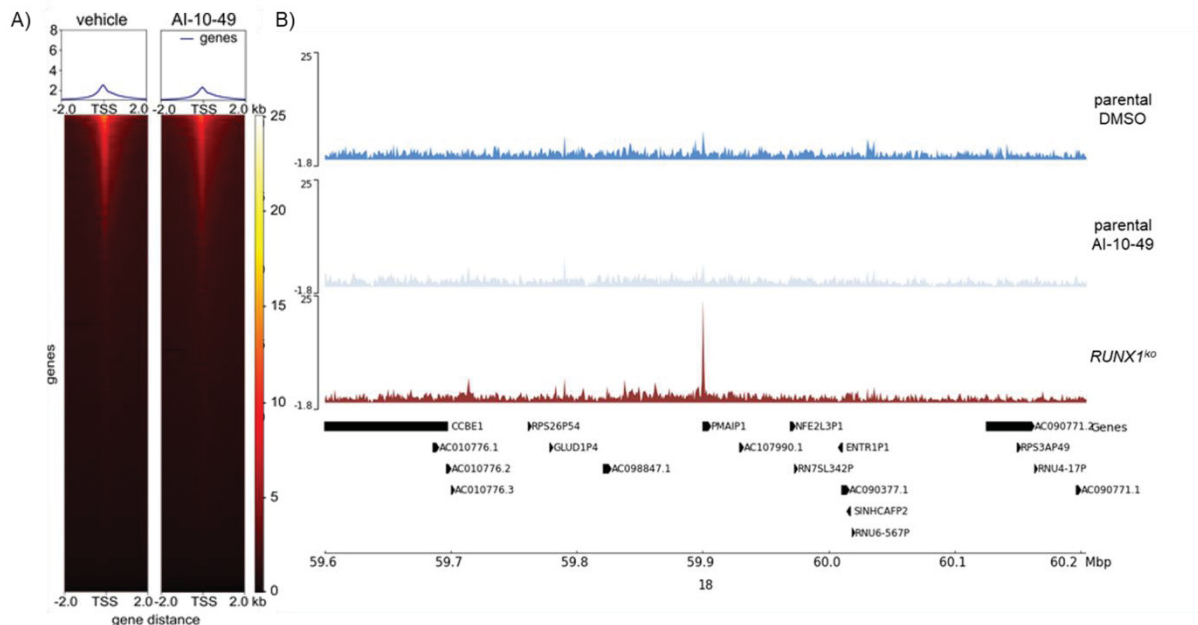 A)
vehicle
AI-10-49
B)
8
6
4
2
genes
-2.0 TSS 2.0
-2.0 TSS 2.0 kb
genes
25
20
15
10
5
0
-2.0 TSS 2.0
-2.0 TSS 2.0 kb
gene distance
25
-1.8
parental
DMSO
25
-1.8
parental
AI-10-49
25
-1.8
RUNX1ᵏᵒ
CCBE1
RPS26P54
PMAIP1
NFE2L3P1
AC090771.2
Genes
AC010776.1
GLUD1P4
AC107990.1
ENTR1P1
RPS3AP49
AC010776.2
AC098847.1
RN7SL342P
RNU4-17P
AC010776.3
AC090377.1
AC090771.1
SINHCAFP2
RNU6-567P
59.6 59.7 59.8 59.9 60.0 60.1 60.2 Mbp
18